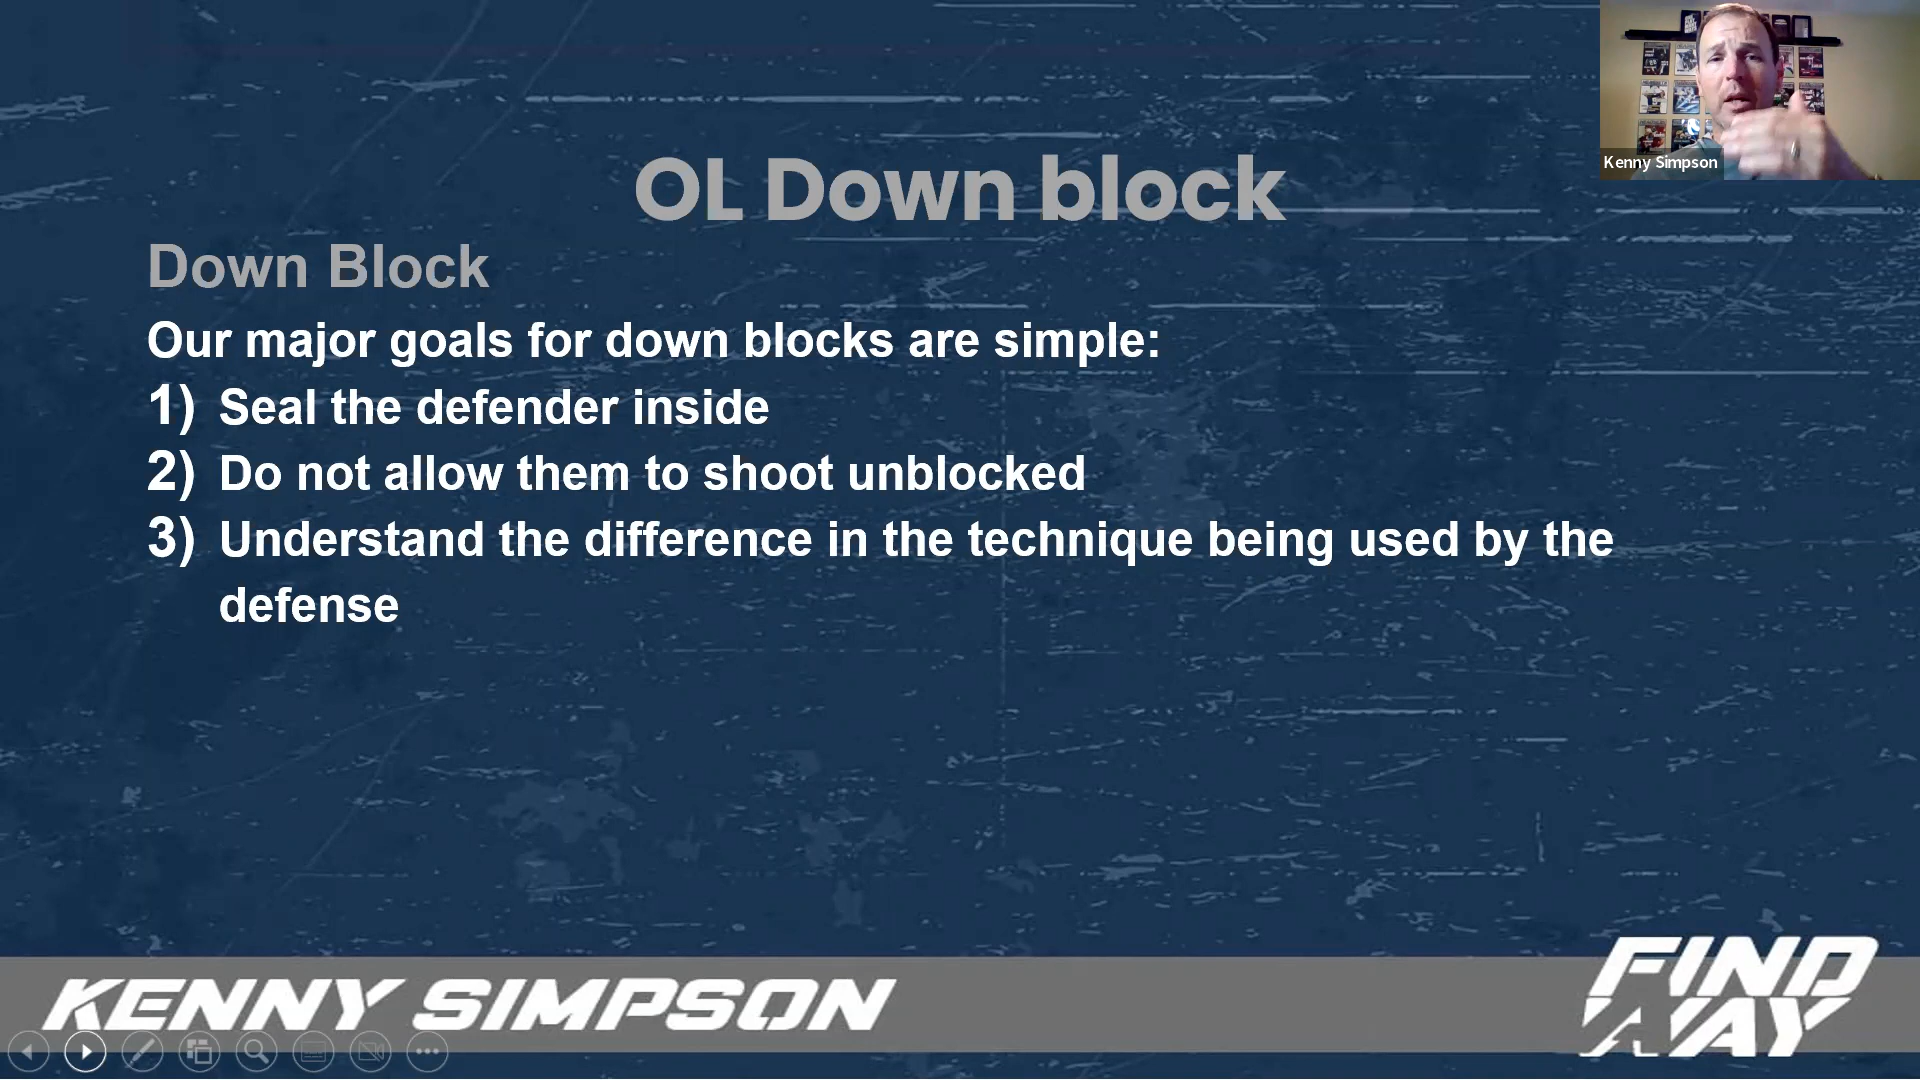 Kenny Simpson
OL Down block
Down Block
Our major goals for down blocks are simple:
1) Seal the defender inside
2) Do not allow them to shoot unblocked
3) Understand the difference in the technique being used by the
defense
KENNY SIMPSON
FIND
A WAY